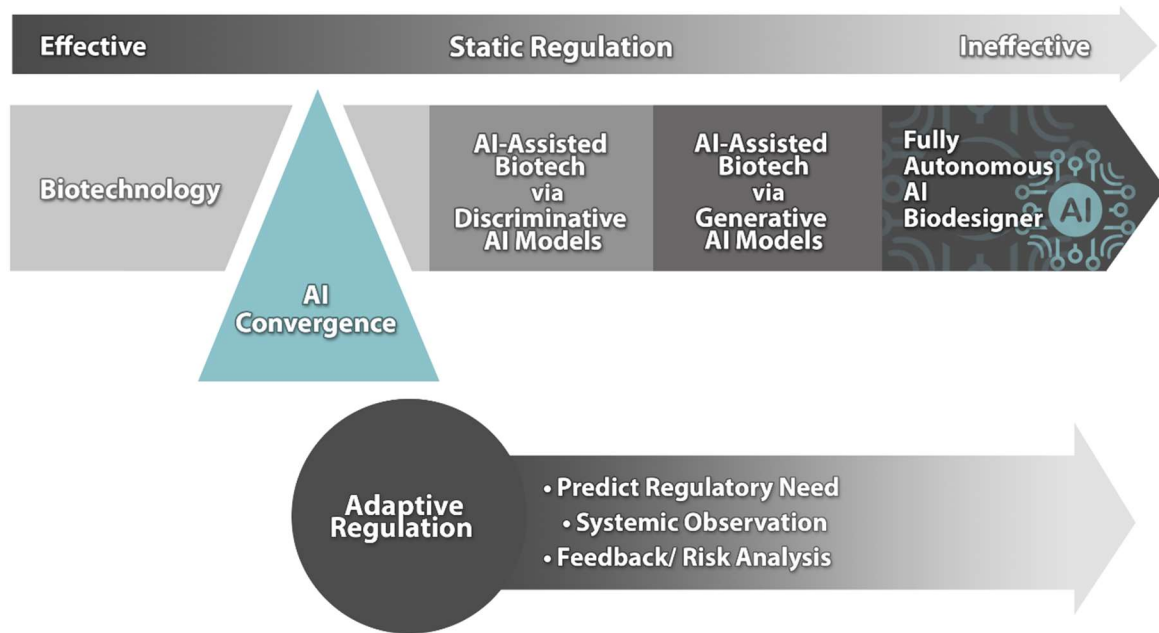 Effective Static Regulation Ineffective
Biotechnology
AI
Convergence
AI-Assisted
Biotech
via
Discriminative
AI Models
AI-Assisted
Biotech
via
Generative
AI Models
Fully
Autonomous
AI
Biodesigner
AI
Adaptive
Regulation
• Predict Regulatory Need
• Systemic Observation
• Feedback/ Risk Analysis